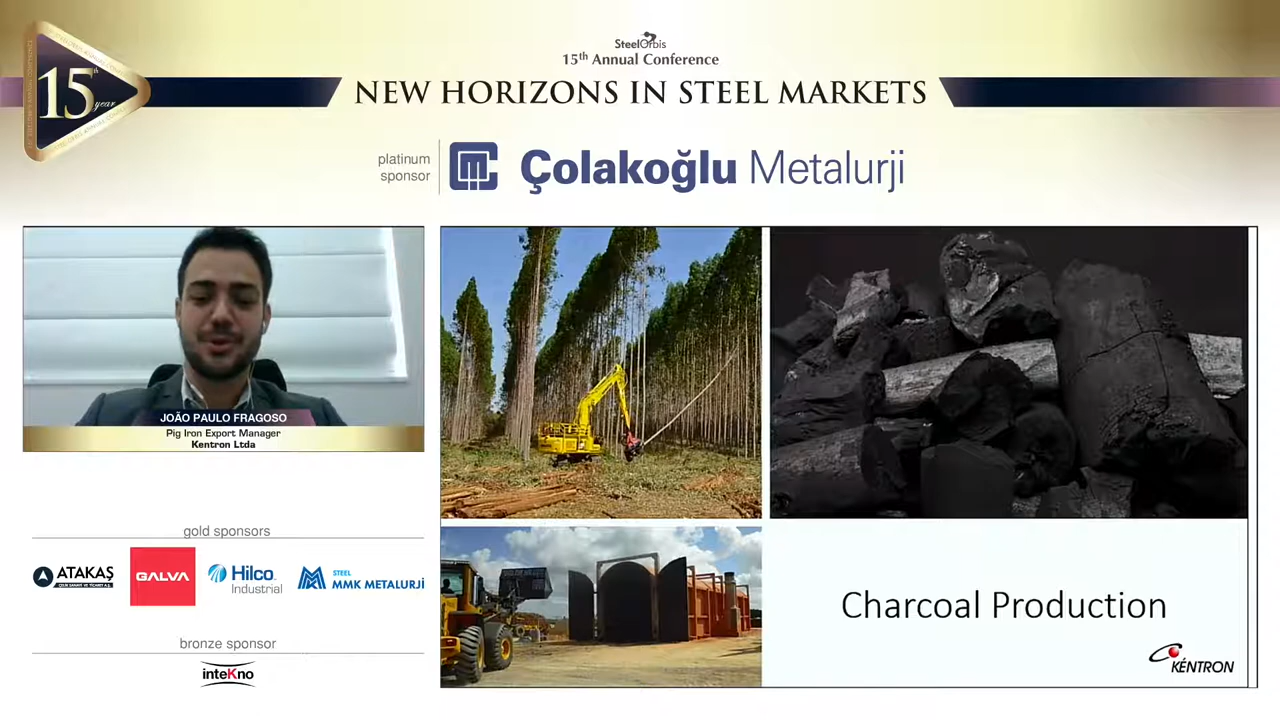 15th year
SteelOrbis
15th Annual Conference
NEW HORIZONS IN STEEL MARKETS
platinum
sponsor
Çolakoğlu Metalurji
JOÃO PAULO FRAGOSO
Pig Iron Export Manager
Kentron Ltda
gold sponsors
ATAKAŞ
GALVA
Hilco
Industrial
STEEL
MMK METALURJİ
bronze sponsor
inteKno
Charcoal Production
KÉNTRON